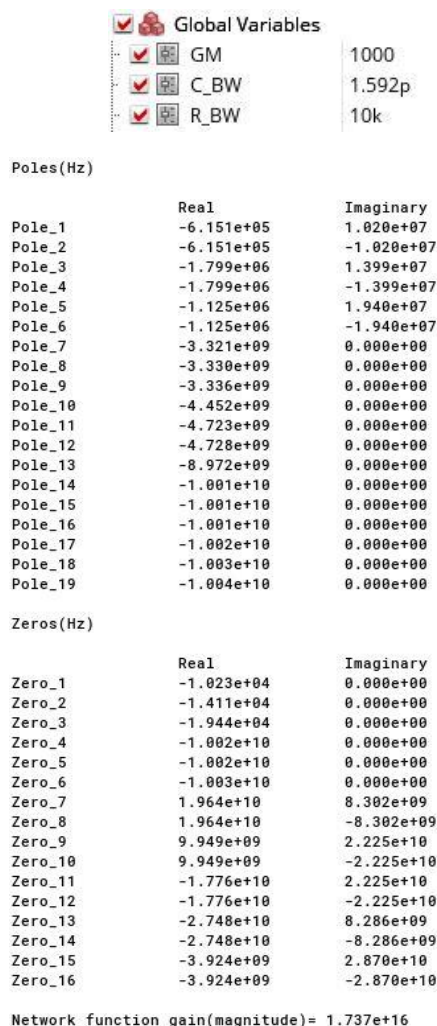 Global Variables
GM 1000
C_BW 1.592p
R_BW 10k
Poles(Hz)
Real Imaginary
Pole_1 -6.151e+05 1.020e+07
Pole_2 -6.151e+05 -1.020e+07
Pole_3 -1.799e+06 1.399e+07
Pole_4 -1.799e+06 -1.399e+07
Pole_5 -1.125e+06 1.940e+07
Pole_6 -1.125e+06 -1.940e+07
Pole_7 -3.321e+09 0.000e+00
Pole_8 -3.330e+09 0.000e+00
Pole_9 -3.336e+09 0.000e+00
Pole_10 -4.452e+09 0.000e+00
Pole_11 -4.723e+09 0.000e+00
Pole_12 -4.728e+09 0.000e+00
Pole_13 -8.972e+09 0.000e+00
Pole_14 -1.001e+10 0.000e+00
Pole_15 -1.001e+10 0.000e+00
Pole_16 -1.001e+10 0.000e+00
Pole_17 -1.002e+10 0.000e+00
Pole_18 -1.003e+10 0.000e+00
Pole_19 -1.004e+10 0.000e+00
Zeros(Hz)
Real Imaginary
Zero_1 -1.023e+04 0.000e+00
Zero_2 -1.411e+04 0.000e+00
Zero_3 -1.944e+04 0.000e+00
Zero_4 -1.002e+10 0.000e+00
Zero_5 -1.002e+10 0.000e+00
Zero_6 -1.003e+10 0.000e+00
Zero_7 1.964e+10 8.302e+09
Zero_8 1.964e+10 -8.302e+09
Zero_9 9.949e+09 2.225e+10
Zero_10 9.949e+09 -2.225e+10
Zero_11 -1.776e+10 2.225e+10
Zero_12 -1.776e+10 -2.225e+10
Zero_13 -2.748e+10 8.286e+09
Zero_14 -2.748e+10 -8.286e+09
Zero_15 -3.924e+09 2.870e+10
Zero_16 -3.924e+09 -2.870e+10
Network function gain(magnitude)= 1.737e+16